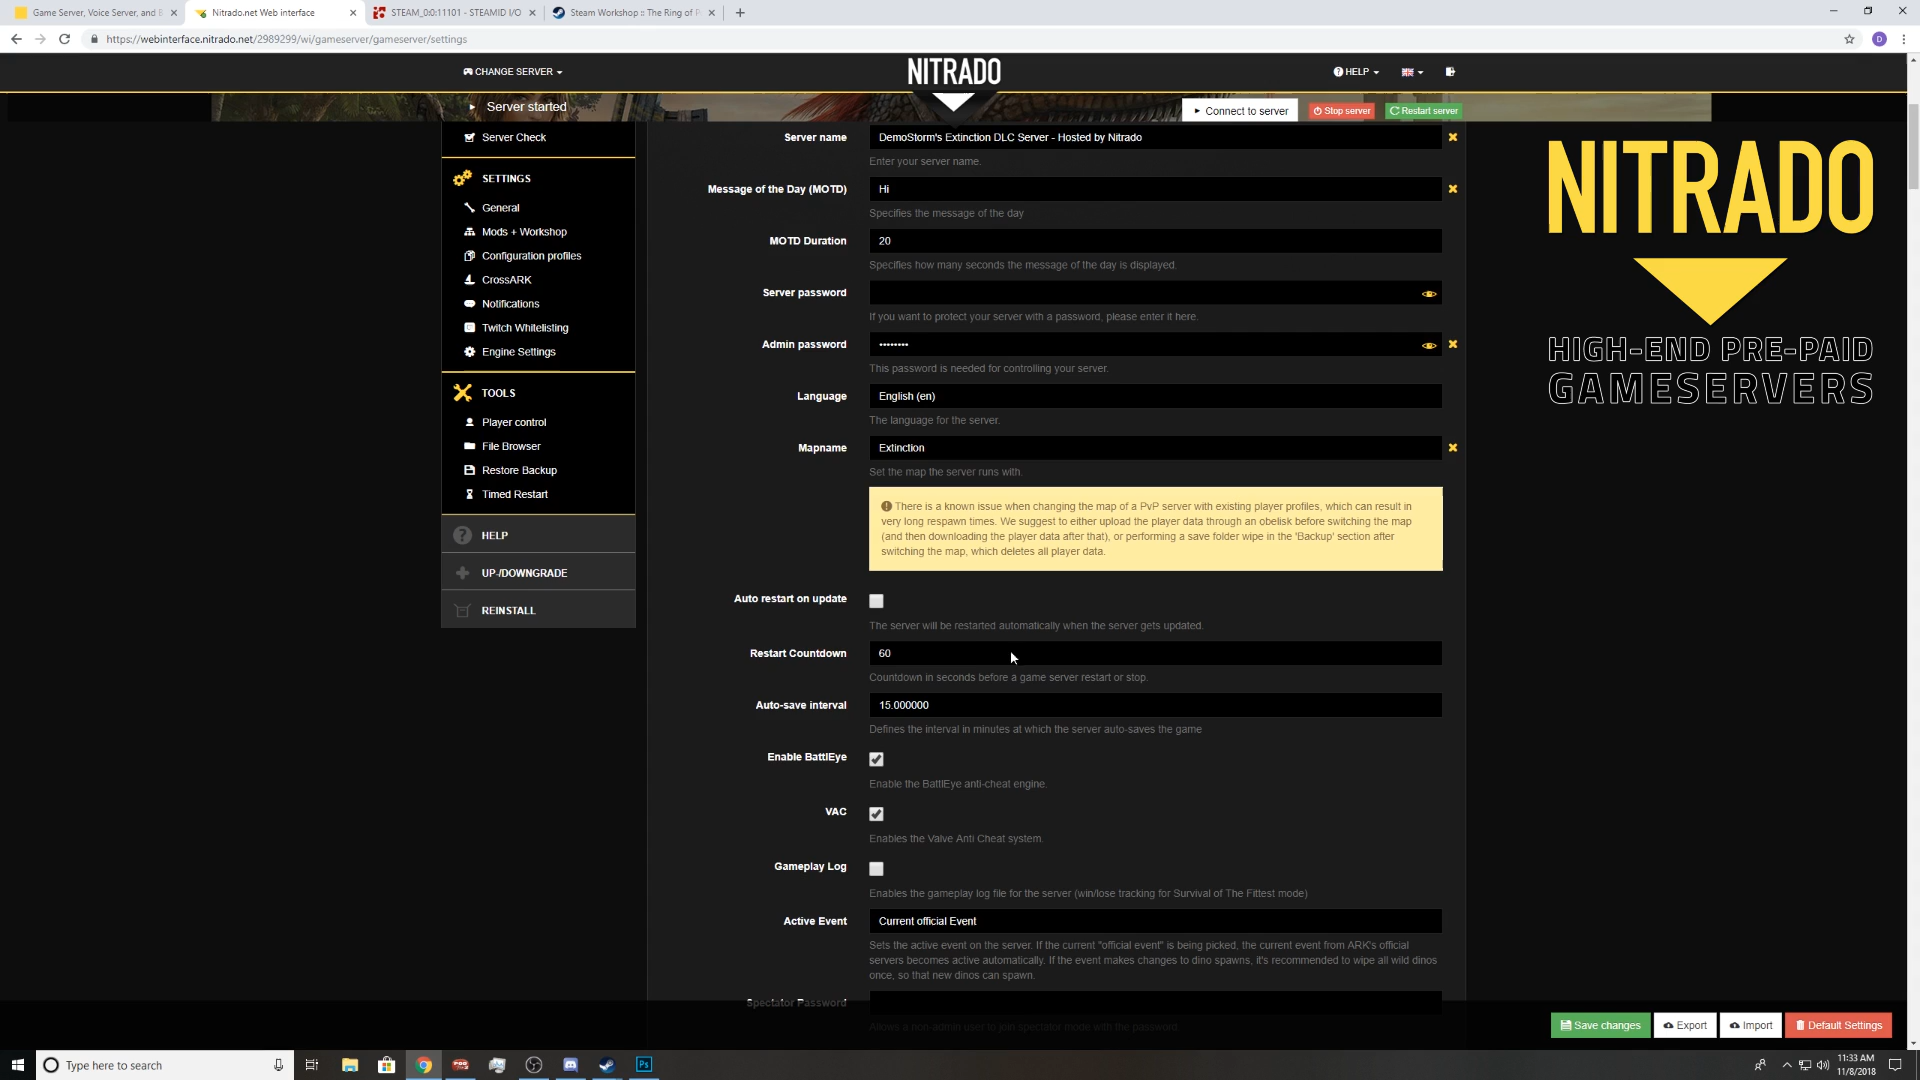 Game Server, Voice Server, and
Nitrado.net Web interface
STEAM_0:0:11101 - STEAMID I/O
Steam Workshop :: The Ring of
https://webinterface.nitrado.net/2989299/wi/gameserver/gameserver/settings
D
CHANGE SERVER
NITRADO
HELP
Server started
Connect to server
Stop server
Restart server
Server Check
SETTINGS
General
Mods + Workshop
Configuration profiles
CrossARK
Notifications
Twitch Whitelisting
Engine Settings
TOOLS
Player control
File Browser
Restore Backup
Timed Restart
HELP
UP-/DOWNGRADE
REINSTALL
Server name
DemoStorm's Extinction DLC Server - Hosted by Nitrado
Enter your server name.
Message of the Day (MOTD)
Hi
Specifies the message of the day
MOTD Duration
20
Specifies how many seconds the message of the day is displayed.
Server password
If you want to protect your server with a password, please enter it here.
Admin password
••••••••
This password is needed for controlling your server.
Language
English (en)
The language for the server.
Mapname
Extinction
Set the map the server runs with.
There is a known issue when changing the map of a PvP server with existing player profiles, which can result in
very long respawn times. We suggest to either upload the player data through an obelisk before switching the map
(and then downloading the player data after that), or performing a save folder wipe in the 'Backup' section after
switching the map, which deletes all player data.
Auto restart on update
The server will be restarted automatically when the server gets updated.
Restart Countdown
60
Countdown in seconds before a game server restart or stop.
Auto-save interval
15.000000
Defines the interval in minutes at which the server auto-saves the game
Enable BattlEye
Enable the BattlEye anti-cheat engine.
VAC
Enables the Valve Anti Cheat system.
Gameplay Log
Enables the gameplay log file for the server (win/lose tracking for Survival of The Fittest mode)
Active Event
Current official Event
Sets the active event on the server. If the current "official event" is being picked, the current event from ARK's official
servers becomes active automatically. If the event makes changes to dino spawns, it's recommended to wipe all wild dinos
once, so that new dinos can spawn.
Spectator Password
Allows a non-admin user to join spectator mode with the password.
NITRADO
HIGH-END PRE-PAID
GAMESERVERS
Save changes
Export
Import
Default Settings
Type here to search
Ps
11:33 AM
11/8/2018